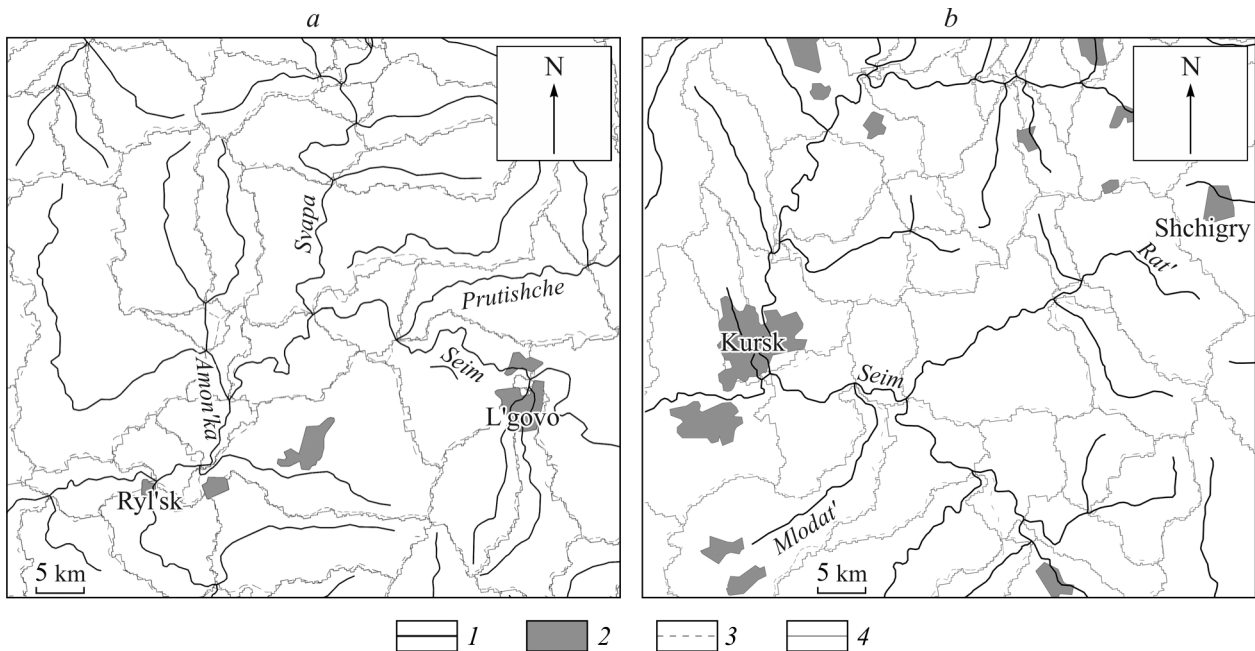 a
b
N
N
Svapa
Shchigry
Rat'
Prutishche
Kursk
Seim
Seim
Amon'ka
L'govo
Ryl'sk
Mlodat'
5 km
5 km
1
2
3
4